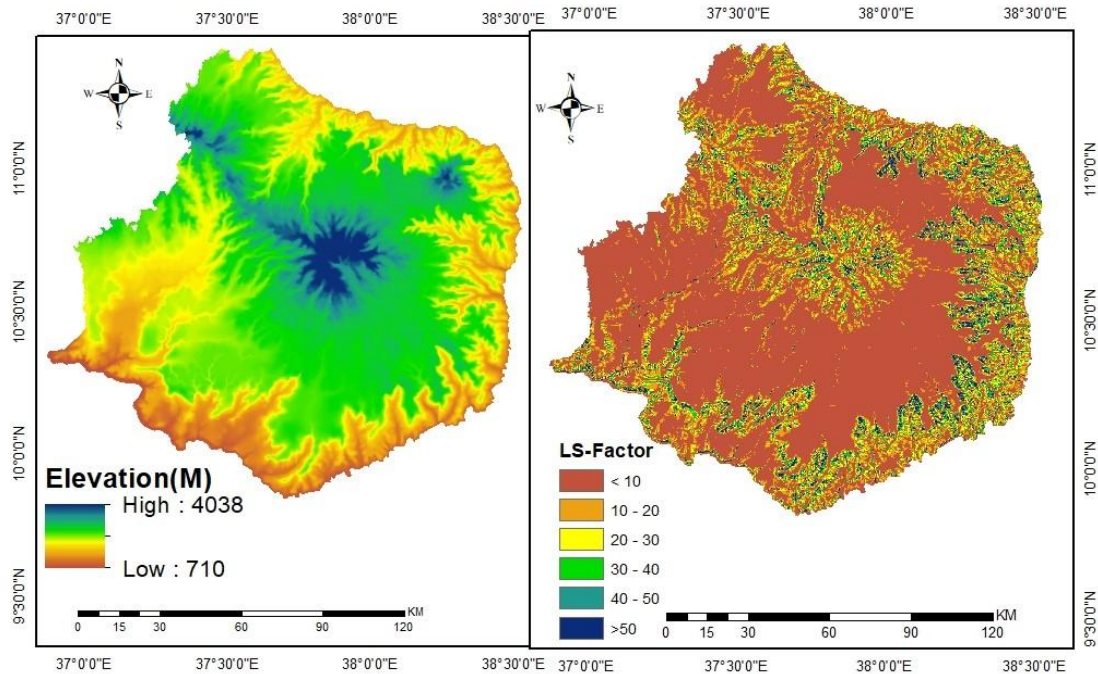 37°0'0"E 37°30'0"E 38°0'0"E 38°30'0"E
N
W E
S
11°0'0"N
10°30'0"N
10°0'0"N
9°30'0"N
Elevation(M)
High : 4038
Low : 710
KM
0 15 30 60 90 120
37°0'0"E 37°30'0"E 38°0'0"E 38°30'0"E
37°0'0"E 37°30'0"E 38°0'0"E 38°30'0"E
N
W E
S
11°0'0"N
10°30'0"N
10°0'0"N
9°30'0"N
LS-Factor
< 10
10 - 20
20 - 30
30 - 40
40 - 50
>50
KM
0 15 30 60 90 120
37°0'0"E 37°30'0"E 38°0'0"E 38°30'0"E